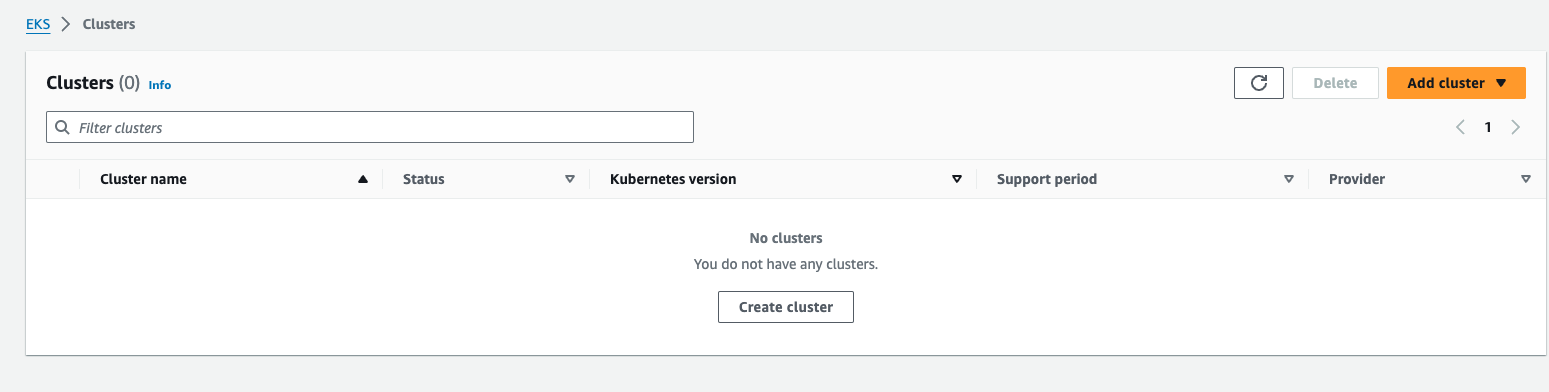 EKS > Clusters
Clusters (0) Info
Delete
Add cluster
Filter clusters
1
Cluster name Status Kubernetes version Support period Provider
No clusters
You do not have any clusters.
Create cluster